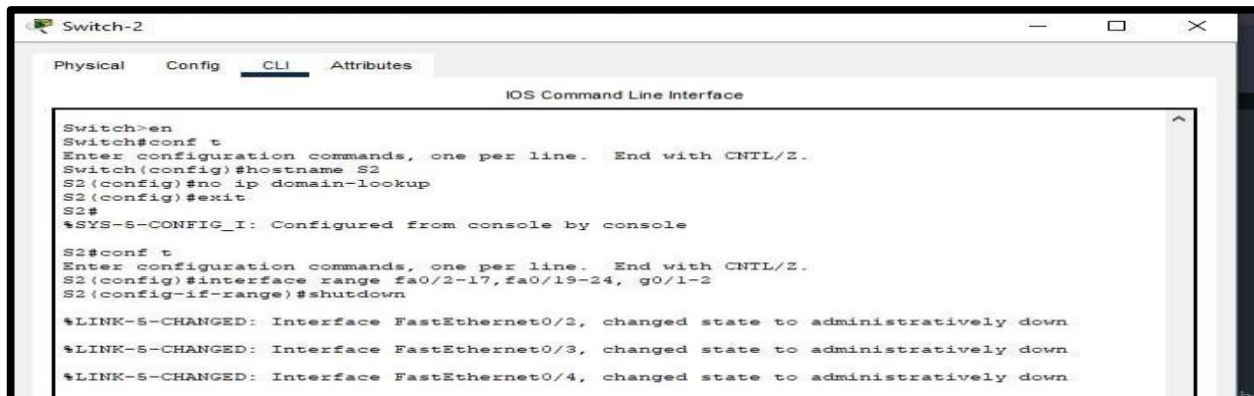 Switch-2
Physical Config CLI Attributes
IOS Command Line Interface
Switch>en
Switch#conf t
Enter configuration commands, one per line. End with CNTL/Z.
Switch(config)#hostname S2
S2(config)#no ip domain-lookup
S2(config)#exit
S2#
%SYS-5-CONFIG_I: Configured from console by console
S2#conf t
Enter configuration commands, one per line. End with CNTL/Z.
S2(config)#interface range fa0/2-17,fa0/19-24, g0/1-2
S2(config-if-range)#shutdown
%LINK-5-CHANGED: Interface FastEthernet0/2, changed state to administratively down
%LINK-5-CHANGED: Interface FastEthernet0/3, changed state to administratively down
%LINK-5-CHANGED: Interface FastEthernet0/4, changed state to administratively down